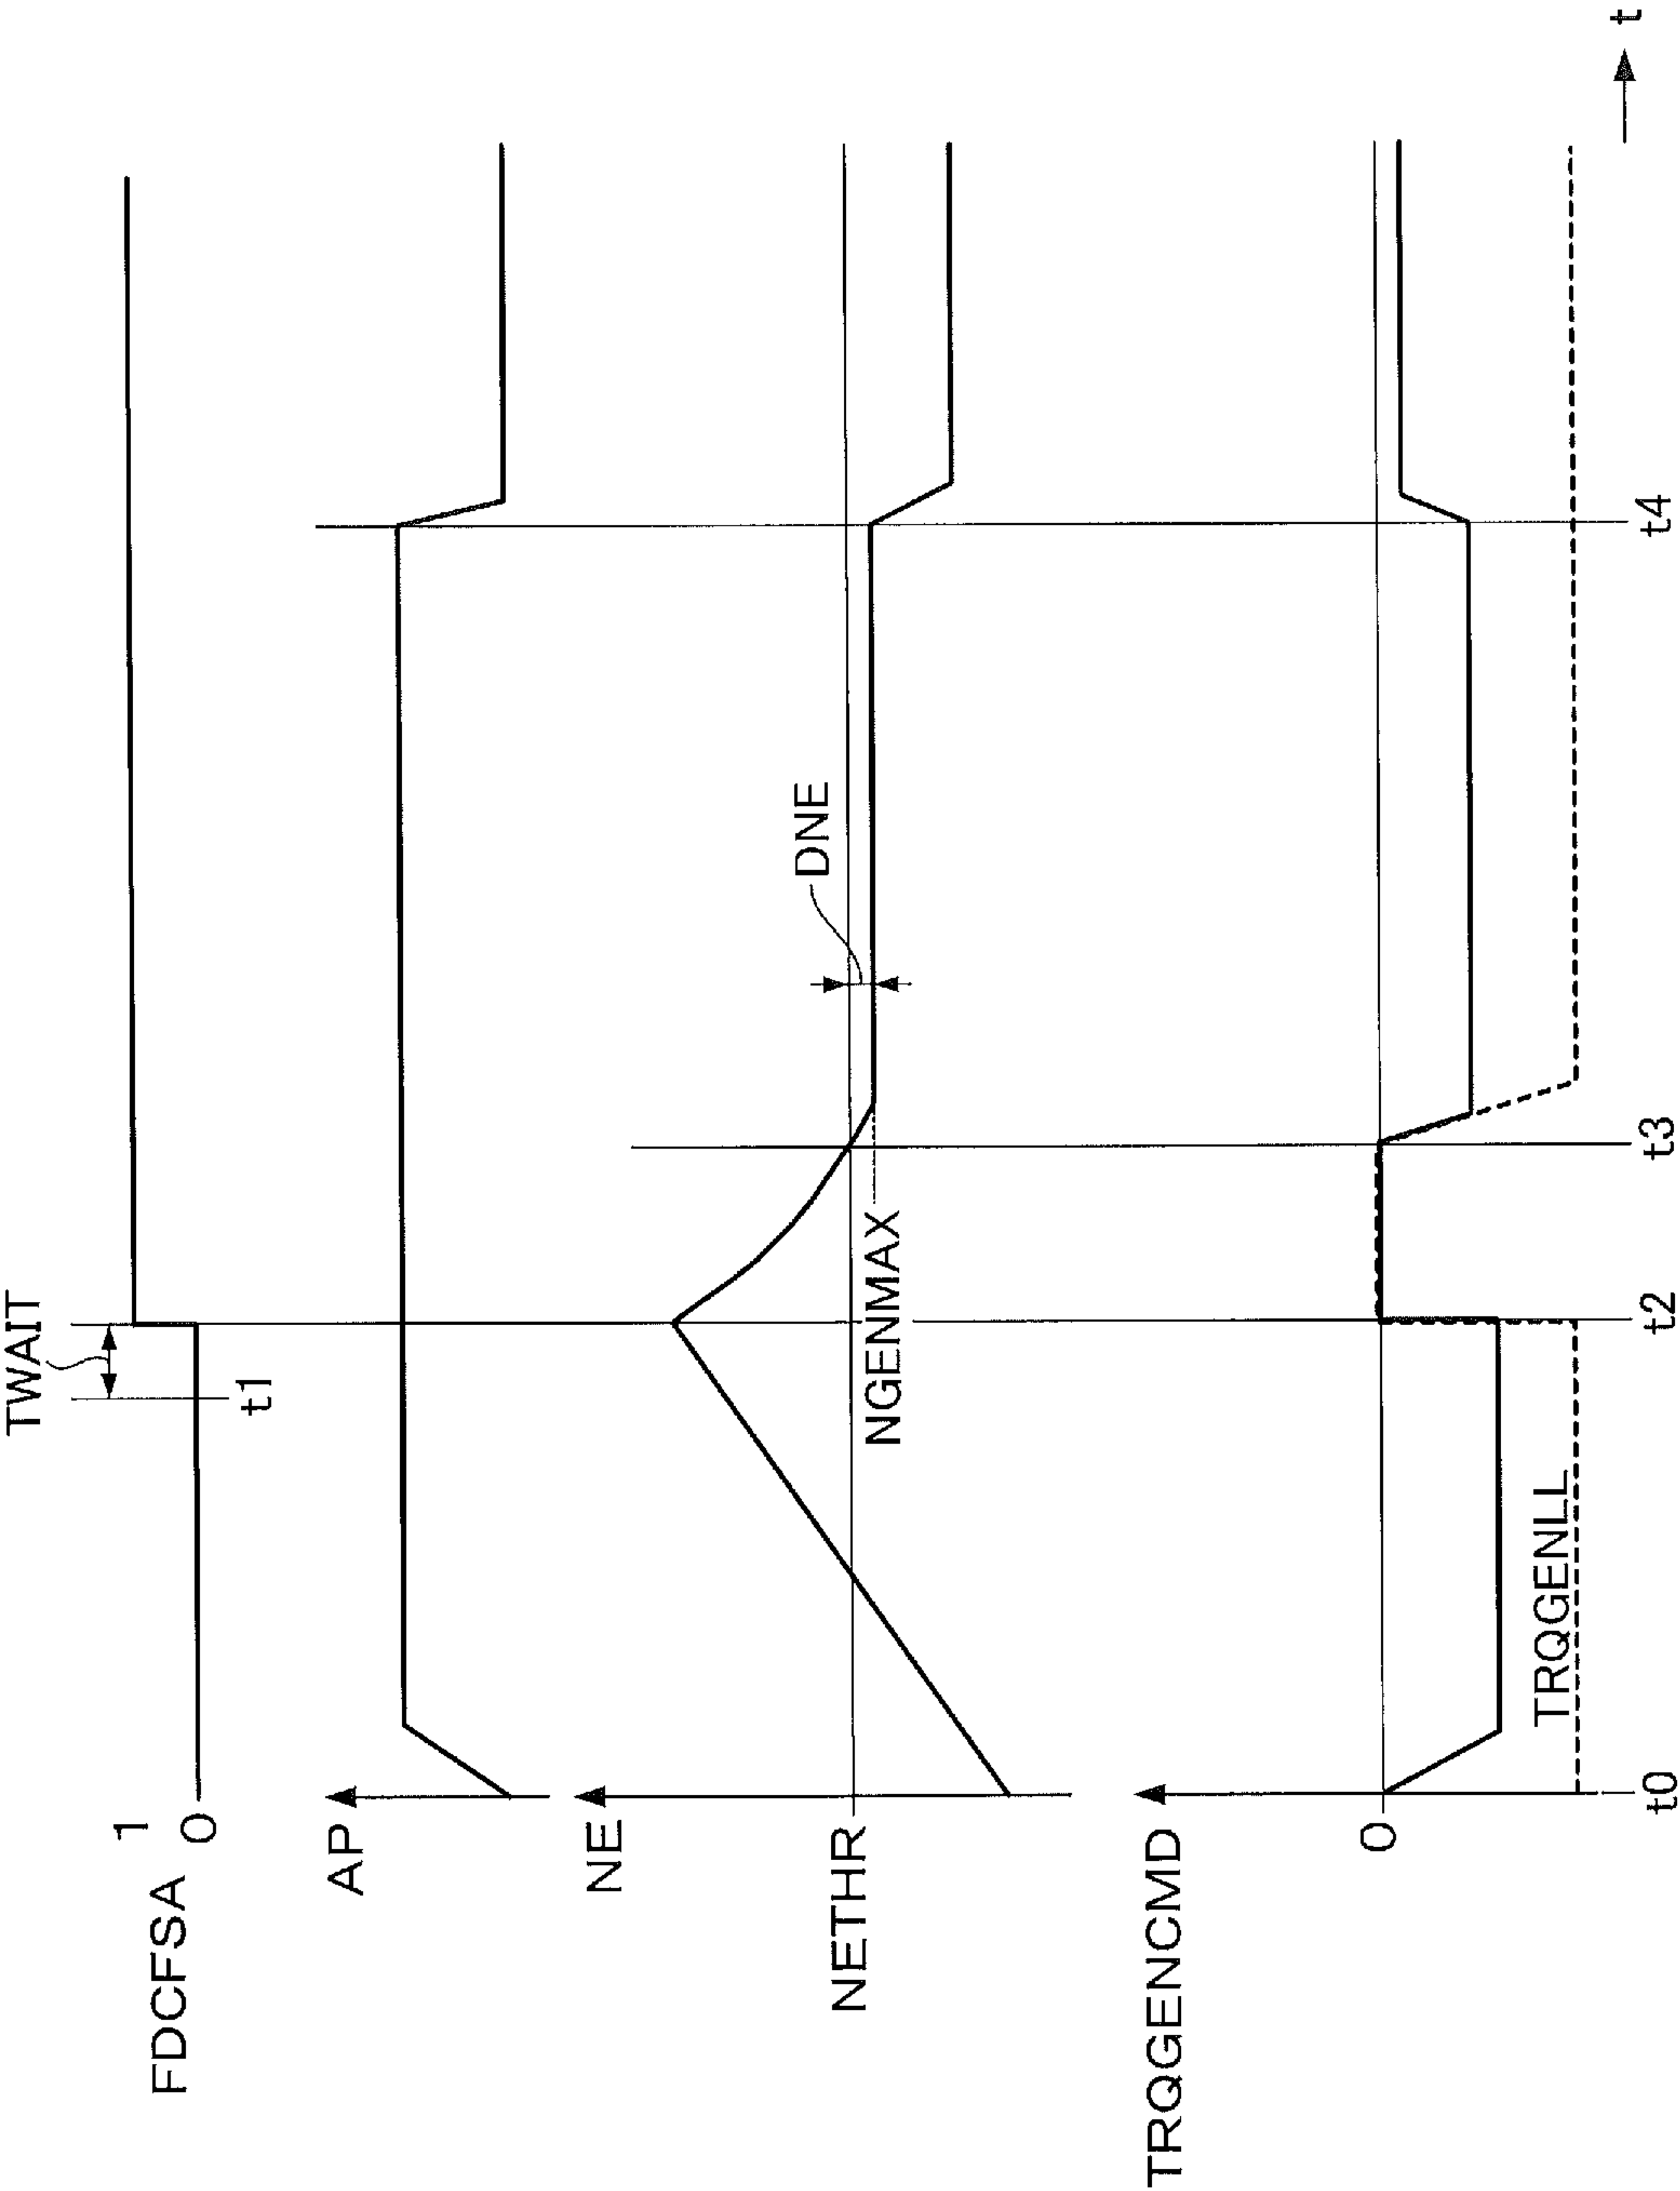 TWAIT
FDCFSA
1
0
t1
AP
NE
DNE
NETHR
NGENMAX
TRQGENCMD
0
TRQGENLL
t0
t2
t3
t4
t